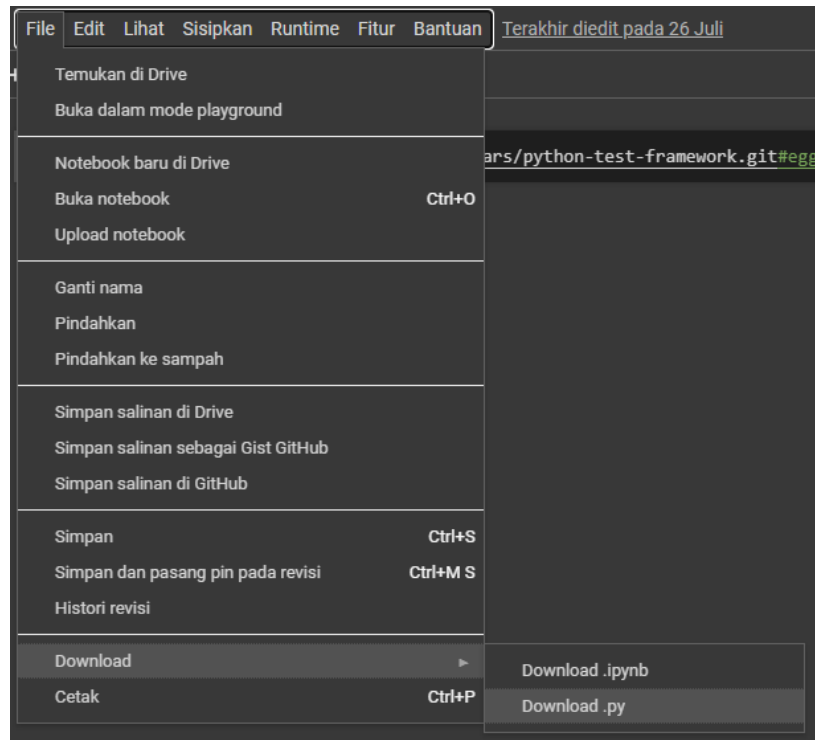 File Edit Lihat Sisipkan Runtime Fitur Bantuan Terakhir diedit pada 26 Juli
Temukan di Drive
Buka dalam mode playground
Notebook baru di Drive
ars/python-test-framework.git#egg
Buka notebook Ctrl+O
Upload notebook
Ganti nama
Pindahkan
Pindahkan ke sampah
Simpan salinan di Drive
Simpan salinan sebagai Gist GitHub
Simpan salinan di GitHub
Simpan Ctrl+S
Simpan dan pasang pin pada revisi Ctrl+M S
Histori revisi
Download ►
Cetak Ctrl+P
Download .ipynb
Download .py